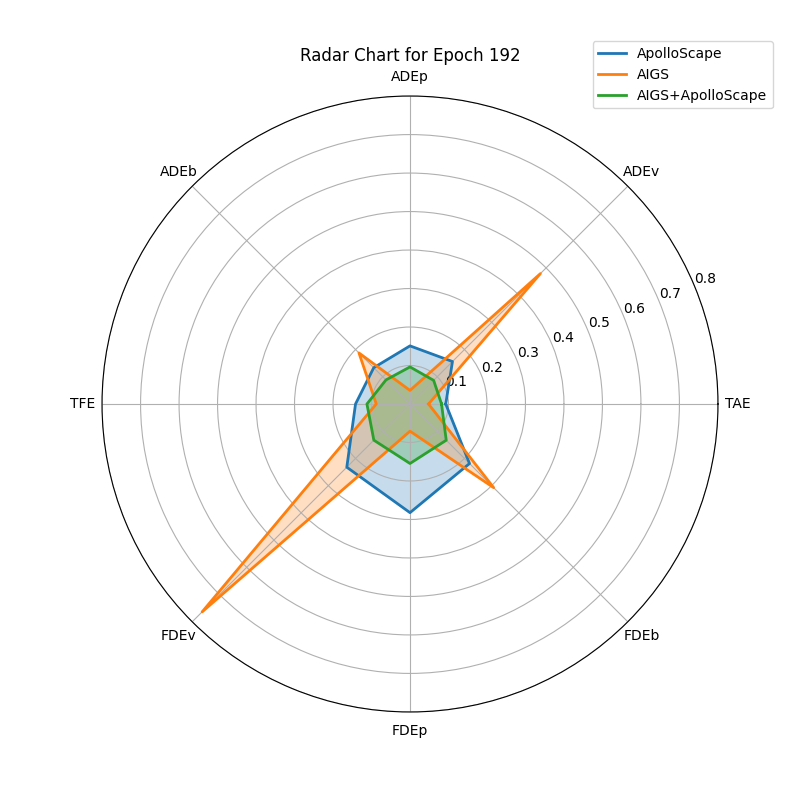 Radar Chart for Epoch 192
ApolloScape
AIGS
AIGS+ApolloScape
ADEp
ADEb
ADEv
0.8
0.7
0.6
0.5
0.4
0.3
0.2
0.1
TFE
TAE
FDEv
FDEb
FDEp